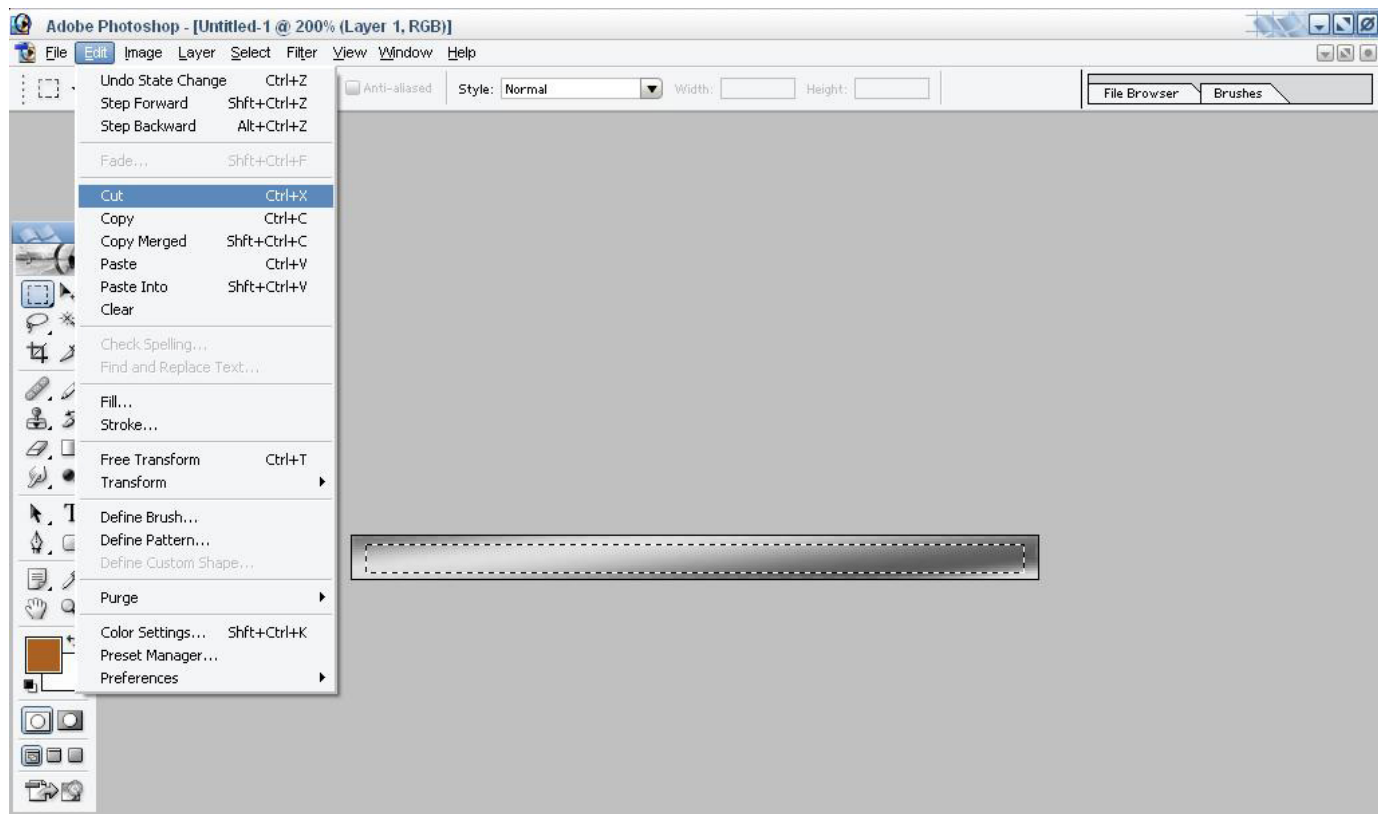 Adobe Photoshop - [Untitled-1 @ 200% (Layer 1, RGB)]
File Edit Image Layer Select Filter View Window Help
Anti-aliased Style: Normal Width: Height: File Browser Brushes
Undo State Change Ctrl+Z
Step Forward Shft+Ctrl+Z
Step Backward Alt+Ctrl+Z
Fade... Shft+Ctrl+F
Cut Ctrl+X
Copy Ctrl+C
Copy Merged Shft+Ctrl+C
Paste Ctrl+V
Paste Into Shft+Ctrl+V
Clear
Check Spelling...
Find and Replace Text...
Fill...
Stroke...
Free Transform Ctrl+T
Transform
Define Brush...
Define Pattern...
Define Custom Shape...
Purge
Color Settings... Shft+Ctrl+K
Preset Manager...
Preferences